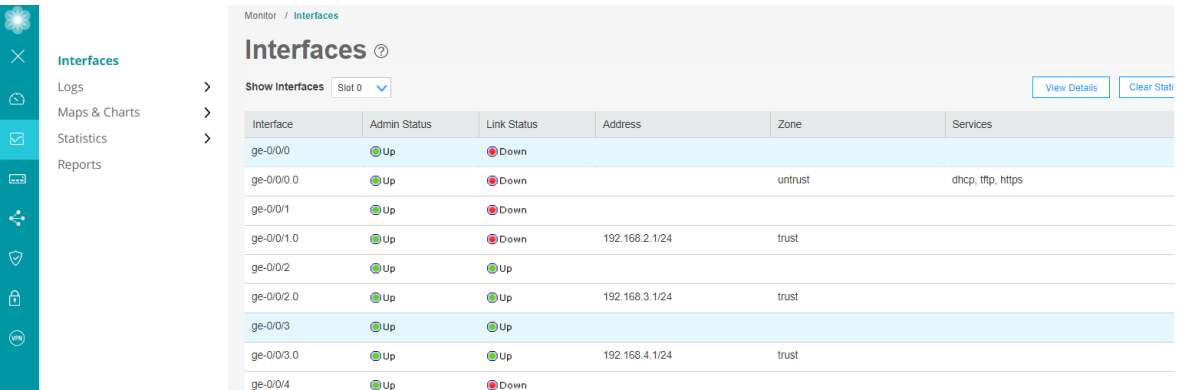 Monitor / Interfaces
Interfaces
Interfaces ?
Logs
Show Interfaces Slot 0 View Details Clear Stati
Maps & Charts
Interface Admin Status Link Status Address Zone Services
Statistics
ge-0/0/0 Up Down
Reports
ge-0/0/0.0 Up Down untrust dhcp, tftp, https
ge-0/0/1 Up Down
ge-0/0/1.0 Up Down 192.168.2.1/24 trust
ge-0/0/2 Up Up
ge-0/0/2.0 Up Up 192.168.3.1/24 trust
ge-0/0/3 Up Up
VPN
ge-0/0/3.0 Up Up 192.168.4.1/24 trust
ge-0/0/4 Up Down